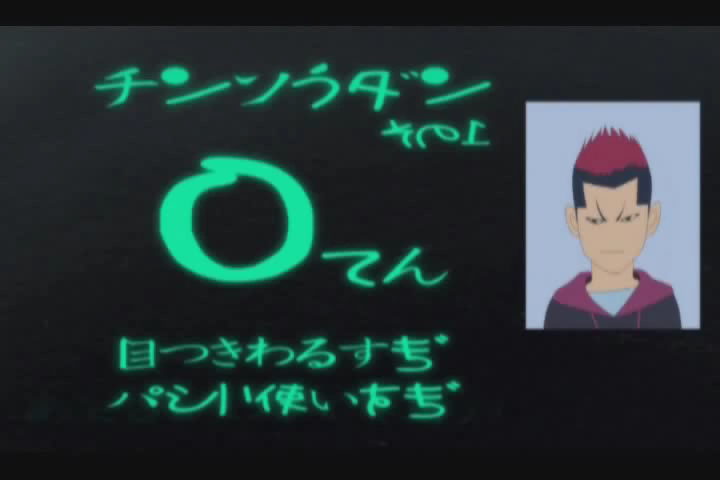 チンソうダン
その1
0てん
目つきわるすぎ
パシリ使いすぎ